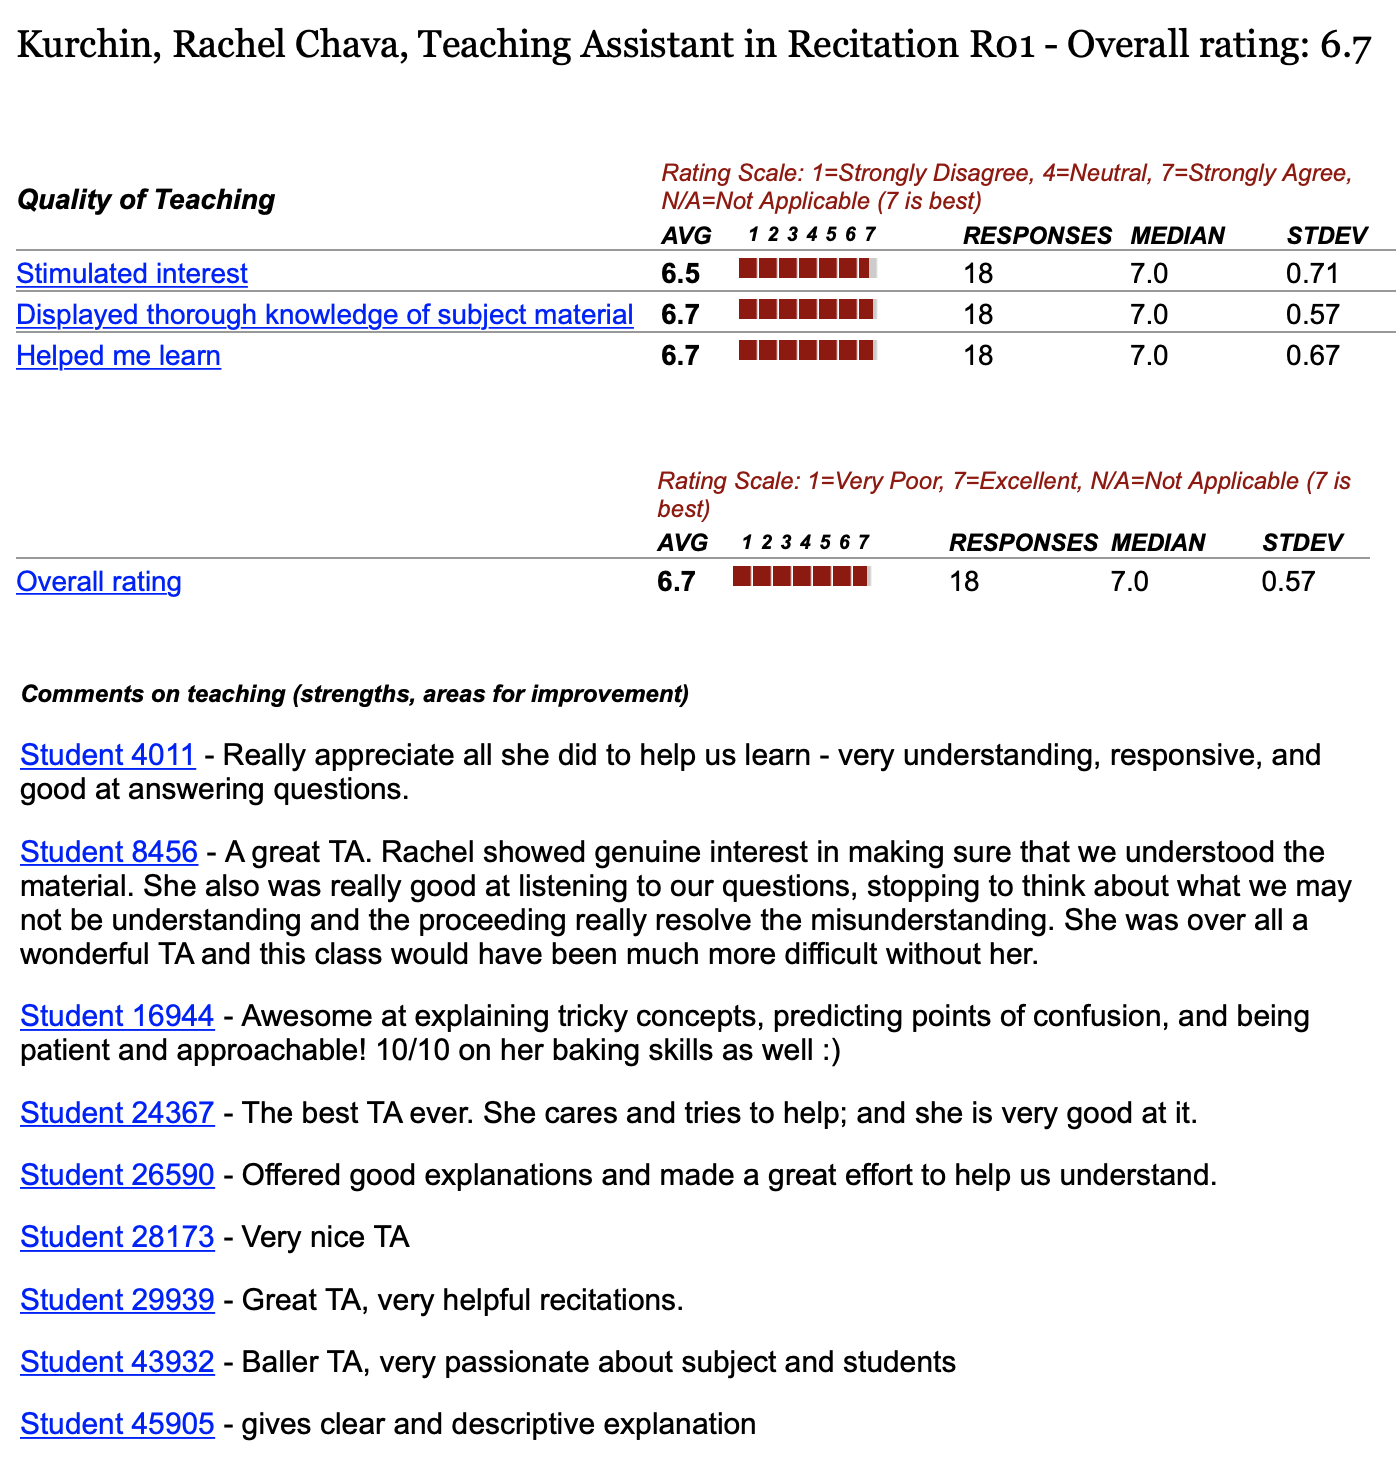 Kurchin, Rachel Chava, Teaching Assistant in Recitation R01 - Overall rating: 6.7
Rating Scale: 1=Strongly Disagree, 4=Neutral, 7=Strongly Agree,
Quality of Teaching
N/A=Not Applicable (7 is best)
AVG 1 2 3 4 5 6 7 RESPONSES MEDIAN STDEV
Stimulated interest 6.5 18 7.0 0.71
Displayed thorough knowledge of subject material 6.7 18 7.0 0.57
Helped me learn 6.7 18 7.0 0.67
Rating Scale: 1=Very Poor, 7=Excellent, N/A=Not Applicable (7 is
best)
AVG 1 2 3 4 5 6 7 RESPONSES MEDIAN STDEV
Overall rating 6.7 18 7.0 0.57
Comments on teaching (strengths, areas for improvement)
Student 4011 - Really appreciate all she did to help us learn - very understanding, responsive, and
good at answering questions.
Student 8456 - A great TA. Rachel showed genuine interest in making sure that we understood the
material. She also was really good at listening to our questions, stopping to think about what we may
not be understanding and the proceeding really resolve the misunderstanding. She was over all a
wonderful TA and this class would have been much more difficult without her.
Student 16944 - Awesome at explaining tricky concepts, predicting points of confusion, and being
patient and approachable! 10/10 on her baking skills as well :)
Student 24367 - The best TA ever. She cares and tries to help; and she is very good at it.
Student 26590 - Offered good explanations and made a great effort to help us understand.
Student 28173 - Very nice TA
Student 29939 - Great TA, very helpful recitations.
Student 43932 - Baller TA, very passionate about subject and students
Student 45905 - gives clear and descriptive explanation